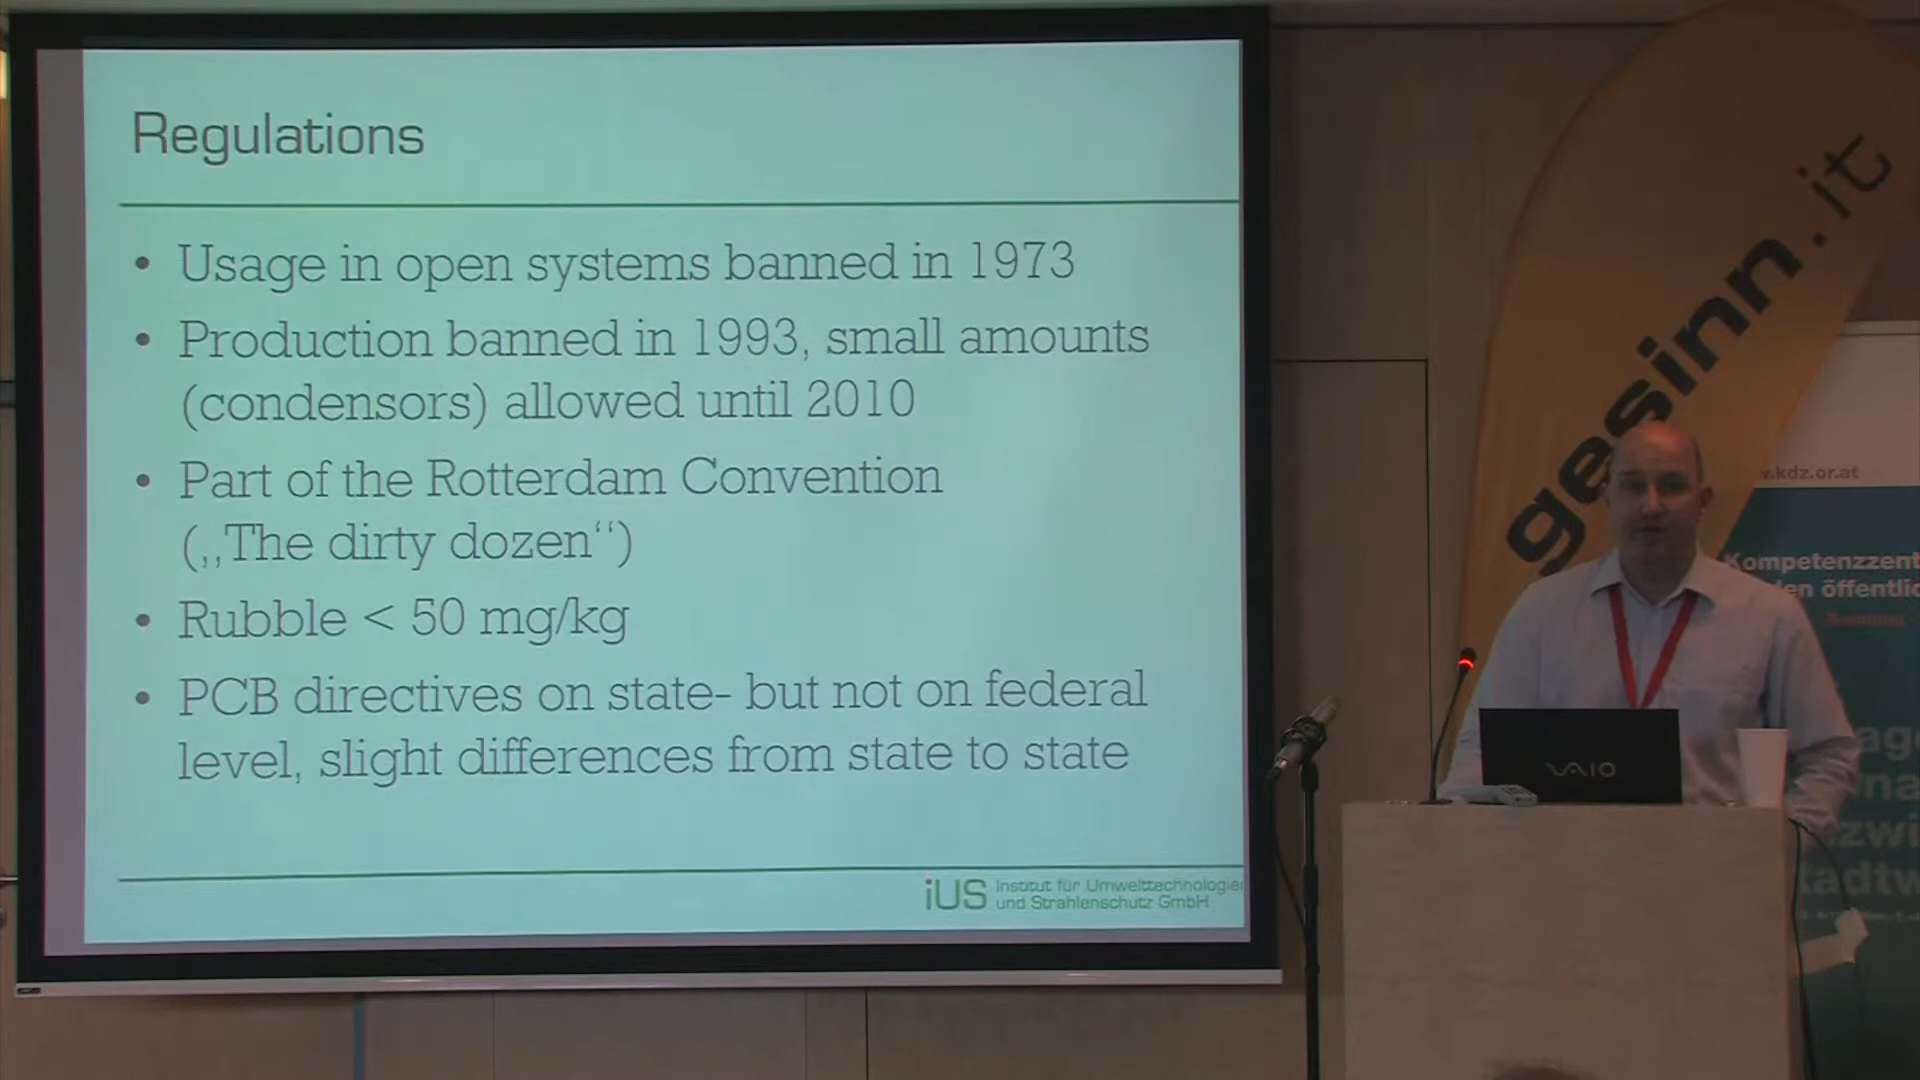 Regulations
• Usage in open systems banned in 1973
• Production banned in 1993, small amounts
(condensors) allowed until 2010
• Part of the Rotterdam Convention
(„The dirty dozen“)
• Rubble < 50 mg/kg
• PCB directives on state- but not on federal
level, slight differences from state to state
iUS Institut für Umwelttechnologien
und Strahlenschutz GmbH
gesinn.it
.kdz.or.at
Kompetenzzent
en öffentlic
VAIO